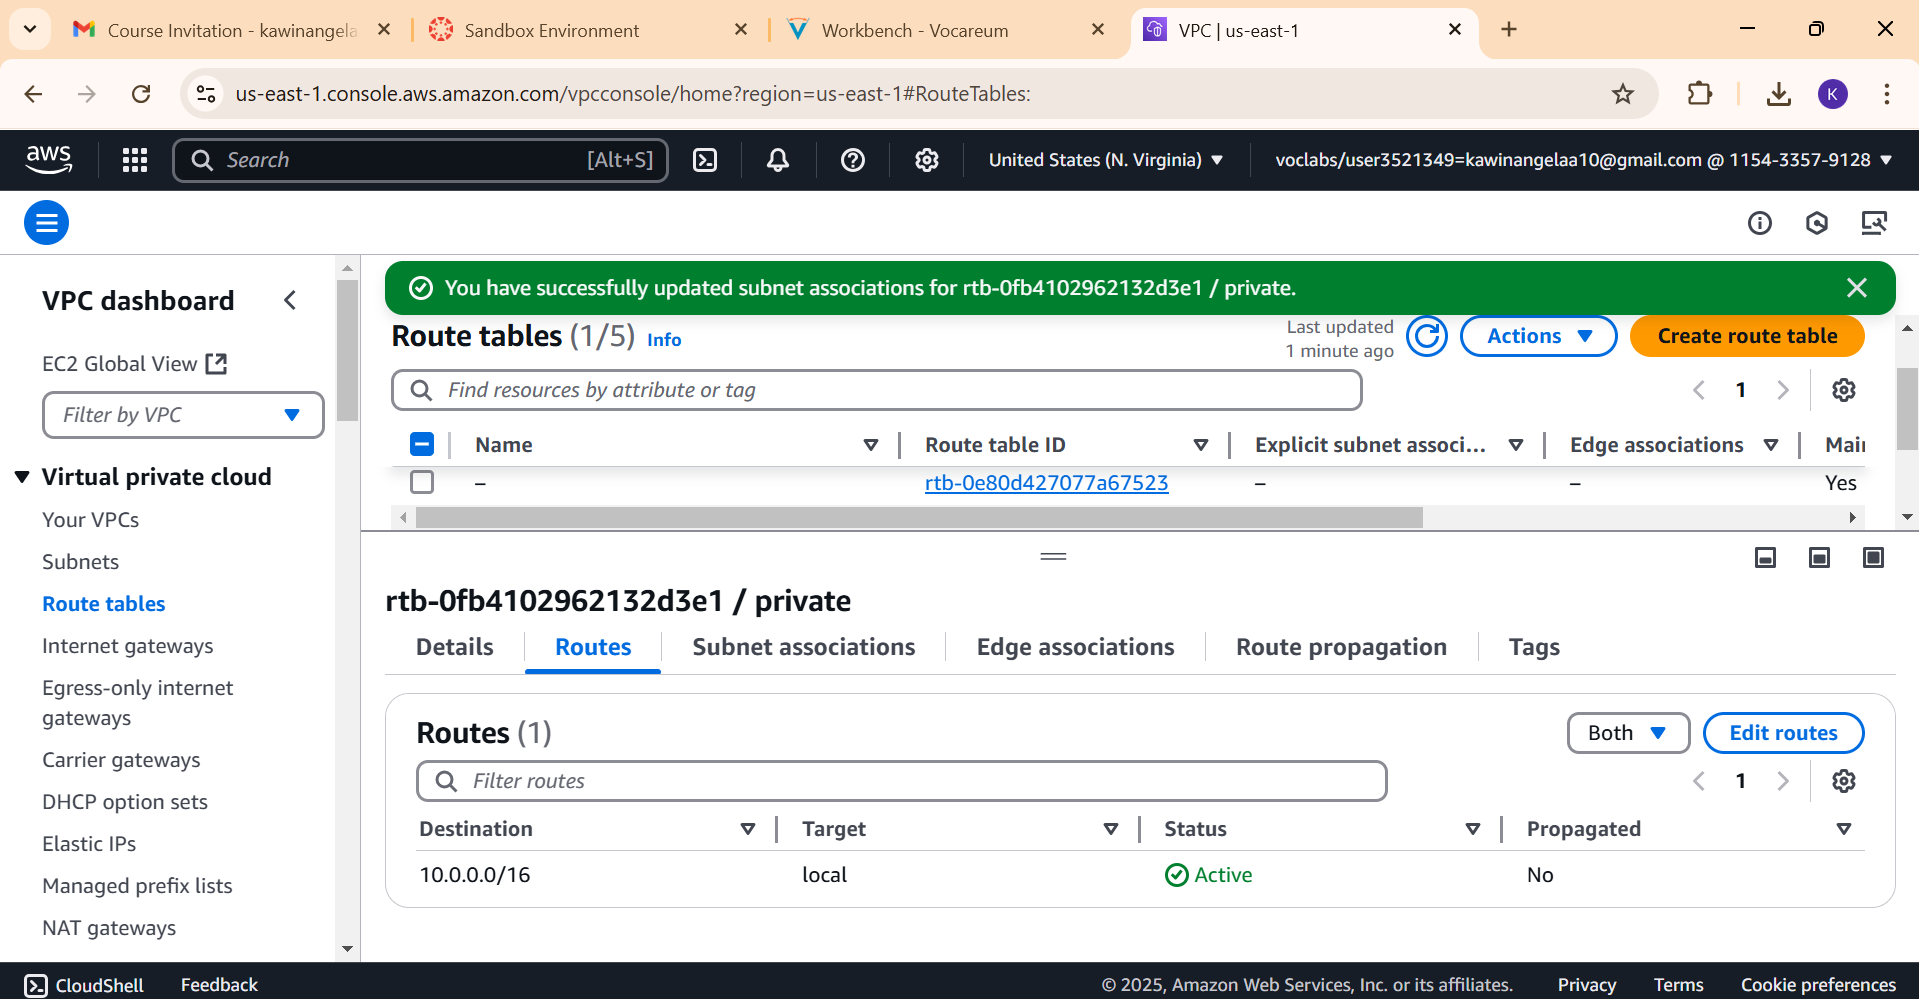 Course Invitation - kawinangela
Sandbox Environment
Workbench - Vocareum
VPC | us-east-1
us-east-1.console.aws.amazon.com/vpcconsole/home?region=us-east-1#RouteTables:
K
aws
Search
[Alt+S]
United States (N. Virginia)
voclabs/user3521349=kawinangelaa10@gmail.com @ 1154-3357-9128
VPC dashboard
EC2 Global View
Filter by VPC
Virtual private cloud
Your VPCs
Subnets
Route tables
Internet gateways
Egress-only internet
gateways
Carrier gateways
DHCP option sets
Elastic IPs
Managed prefix lists
NAT gateways
You have successfully updated subnet associations for rtb-0fb4102962132d3e1 / private.
Route tables (1/5) Info
Last updated
1 minute ago
Actions
Create route table
Find resources by attribute or tag
1
Name
Route table ID
Explicit subnet associ...
Edge associations
Mai
–
rtb-0e80d427077a67523
–
–
Yes
rtb-0fb4102962132d3e1 / private
Details
Routes
Subnet associations
Edge associations
Route propagation
Tags
Routes (1)
Both
Edit routes
Filter routes
1
Destination
Target
Status
Propagated
10.0.0.0/16
local
Active
No
CloudShell
Feedback
© 2025, Amazon Web Services, Inc. or its affiliates.
Privacy
Terms
Cookie preferences